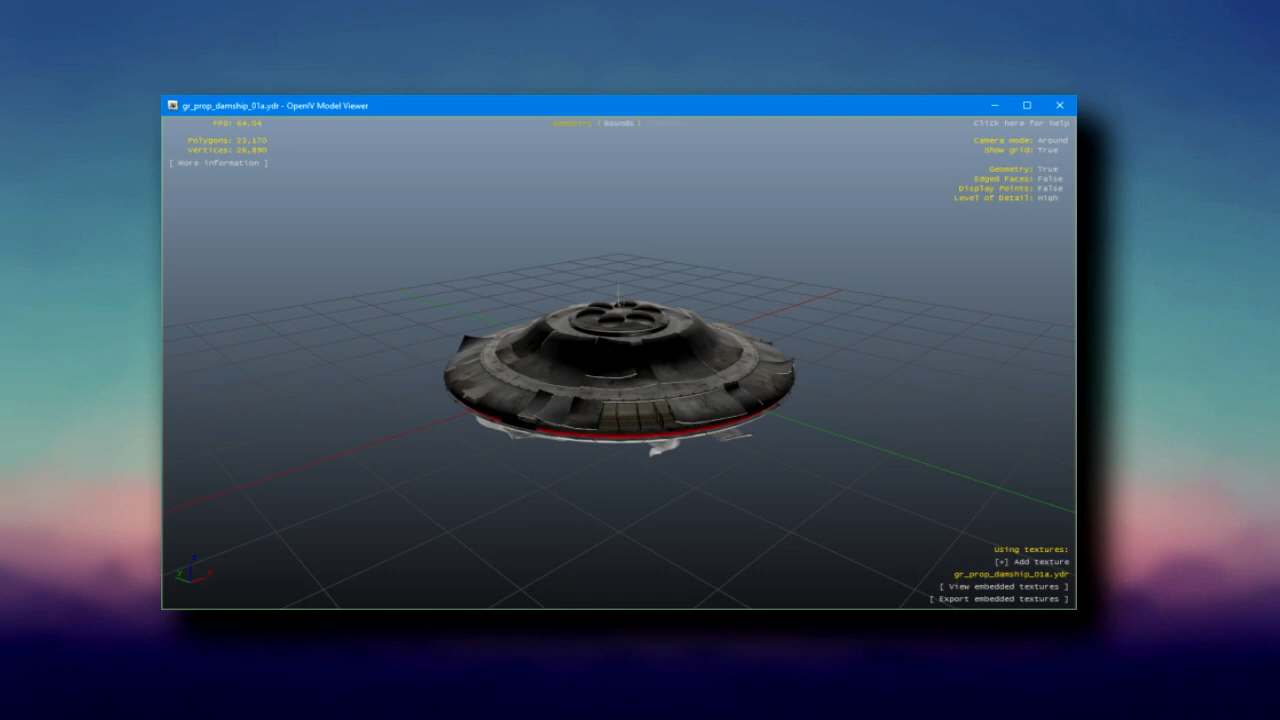 gr_prop_damship_01a.ydr - OpenIV Model Viewer
FPS: 64.04
Geometry | Bounds |
Click here for help
Polygons: 23,170
Vertices: 26,890
[ More information ]
Camera mode: Around
Show grid: True
Geometry: True
Edged Faces: False
Display Points: False
Level of Detail: High
Using textures:
[+] Add texture
gr_prop_damship_01a.ydr
[ View embedded textures ]
[ Export embedded textures ]